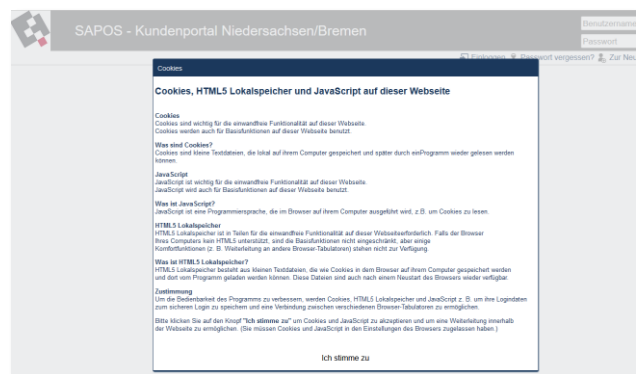 SAPOS - Kundenportal Niedersachsen/Bremen
Benutzername
Passwort
Einloggen Passwort vergessen? Zur Neu
Cookies
Cookies, HTML5 Lokalspeicher und JavaScript auf dieser Webseite
Cookies
Cookies sind wichtig für die einwandfreie Funktionalität auf dieser Webseite.
Cookies werden auch für Basisfunktionen auf dieser Webseite benutzt.
Was sind Cookies?
Cookies sind kleine Textdateien, die lokal auf ihrem Computer gespeichert und später durch einProgramm wieder gelesen werden
können.
JavaScript
JavaScript ist wichtig für die einwandfreie Funktionalität auf dieser Webseite.
JavaScript wird auch für Basisfunktionen auf dieser Webseite benutzt.
Was ist JavaScript?
JavaScript ist eine Programmiersprache, die im Browser auf ihrem Computer ausgeführt wird, z.B. um Cookies zu lesen.
HTML5 Lokalspeicher
HTML5 Lokalspeicher ist in Teilen für die einwandfreie Funktionalität auf dieser Webseiteerforderlich. Falls der Browser
Ihres Computers kein HTML5 unterstützt, sind die Basisfunktionen nicht eingeschränkt, aber einige
Komfortfunktionen (z. B. Weiterleitung an andere Browser-Tabulatoren) stehen nicht zur Verfügung.
Was ist HTML5 Lokalspeicher?
HTML5 Lokalspeicher besteht aus kleinen Textdateien, die wie Cookies in dem Browser auf ihrem Computer gespeichert werden
und dort vom Programm geladen werden können. Diese Dateien sind auch nach einem Neustart des Browsers wieder verfügbar.
Zustimmung
Um die Bedienbarkeit des Programms zu verbessern, werden Cookies, HTML5 Lokalspeicher und JavaScript z. B. um ihre Logindaten
zum sicheren Login zu speichern und eine Verbindung zwischen verschiedenen Browser-Tabulatoren zu ermöglichen.
Bitte klicken Sie auf den Knopf "Ich stimme zu" um Cookies und JavaScript zu akzeptieren und um eine Weiterleitung innerhalb
der Webseite zu ermöglichen. (Sie müssen Cookies und JavaScript in den Einstellungen des Browsers zugelassen haben.)
Ich stimme zu